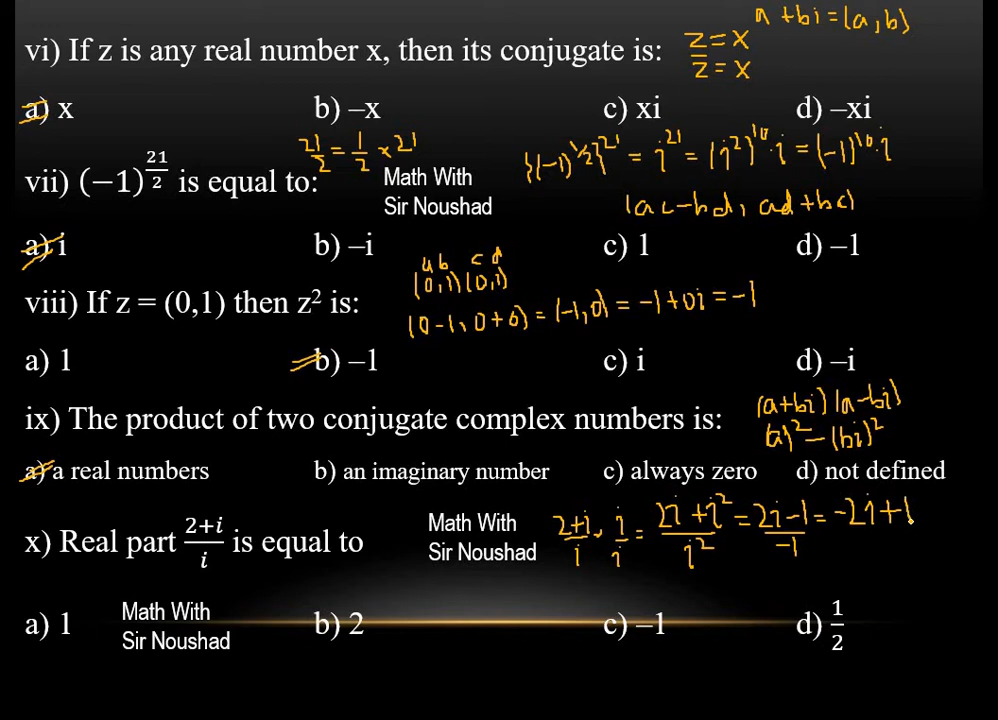 a + bi = (a, b)
vi) If z is any real number x, then its conjugate is:
z = x
z̅ = x
a) x b) –x c) xi d) –xi
21/2 = 1/2 × 21
{(-1)^½}^21 = i^21 = (i²)^10 · i = (-1)^10 · i
vii) (−1)^(21/2) is equal to:
Math With
Sir Noushad
(ac - bd, ad + bc)
a) i b) –i c) 1 d) –1
a b c d
(0,1)(0,1)
viii) If z = (0,1) then z² is:
(0-1, 0+0) = (-1, 0) = -1 + 0i = -1
a) 1 b) –1 c) i d) –i
(a+bi)(a-bi)
ix) The product of two conjugate complex numbers is:
(a)² - (bi)²
a) a real numbers b) an imaginary number c) always zero d) not defined
x) Real part (2+i)/i is equal to
Math With
Sir Noushad
(2+i)/i · i/i = (2i + i²)/i² = (2i - 1)/-1 = -2i + 1
a) 1 b) 2 c) –1 d) 1/2
Math With
Sir Noushad